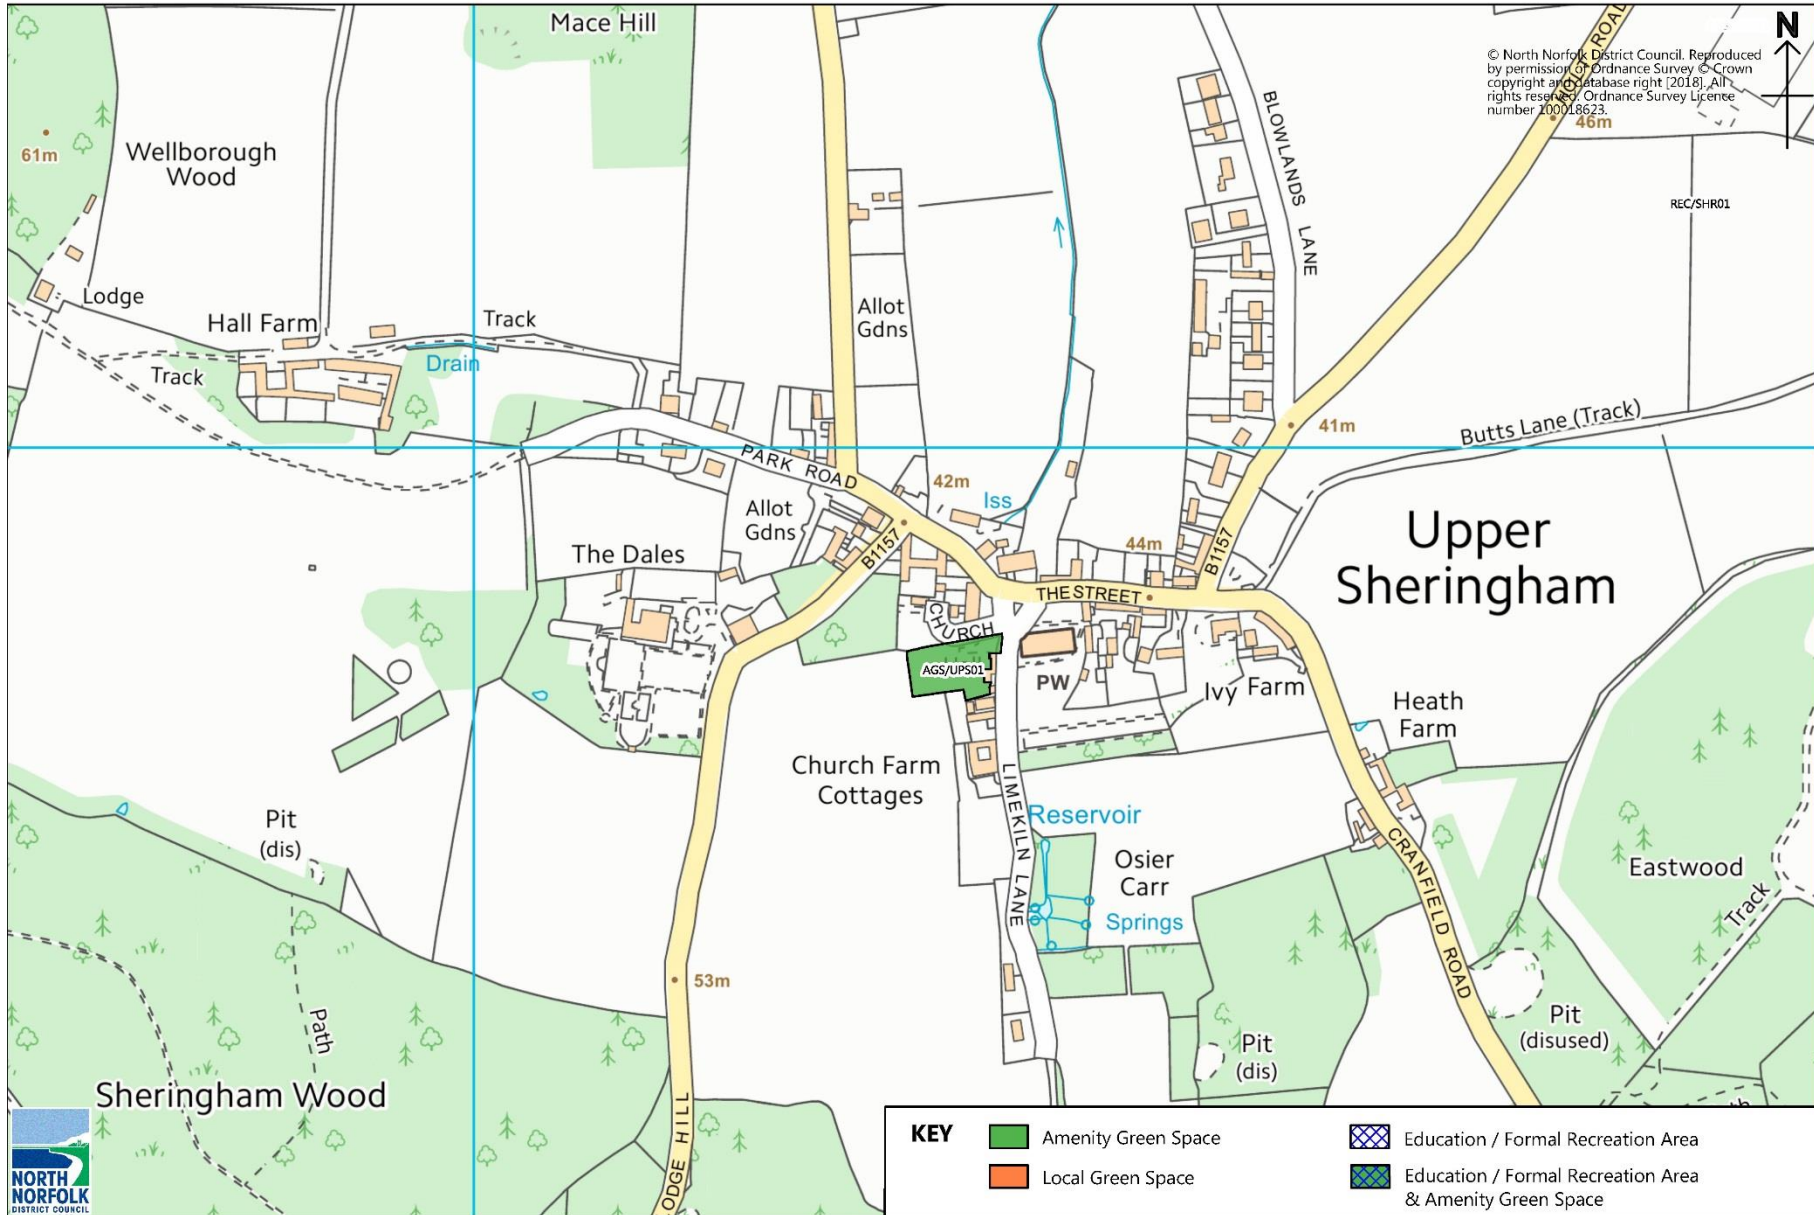 Mace Hill
N
© North Norfolk District Council. Reproduced
by permission of Ordnance Survey © Crown
copyright and database right [2018]. All
rights reserved. Ordnance Survey Licence
number 100018623.
HOLT ROAD
46m
61m
Wellborough
Wood
BLOWLANDS LANE
REC/SHR01
Lodge
Hall Farm
Track
Allot
Gdns
Drain
Track
41m
Butts Lane (Track)
PARK ROAD
42m
Iss
Allot
Gdns
B1157
The Dales
44m
B1157
Upper
Sheringham
THE STREET
CHURCH
AGS/UPS01
PW
Ivy Farm
Heath
Farm
Church Farm
Cottages
LIMEKILN LANE
Reservoir
Pit
(dis)
Osier
Carr
CRANFIELD ROAD
Eastwood
Springs
Track
53m
Path
Pit
(disused)
Pit
(dis)
Sheringham Wood
ODGE HILL
NORTH
NORFOLK
DISTRICT COUNCIL
KEY
Amenity Green Space
Local Green Space
Education / Formal Recreation Area
Education / Formal Recreation Area
& Amenity Green Space